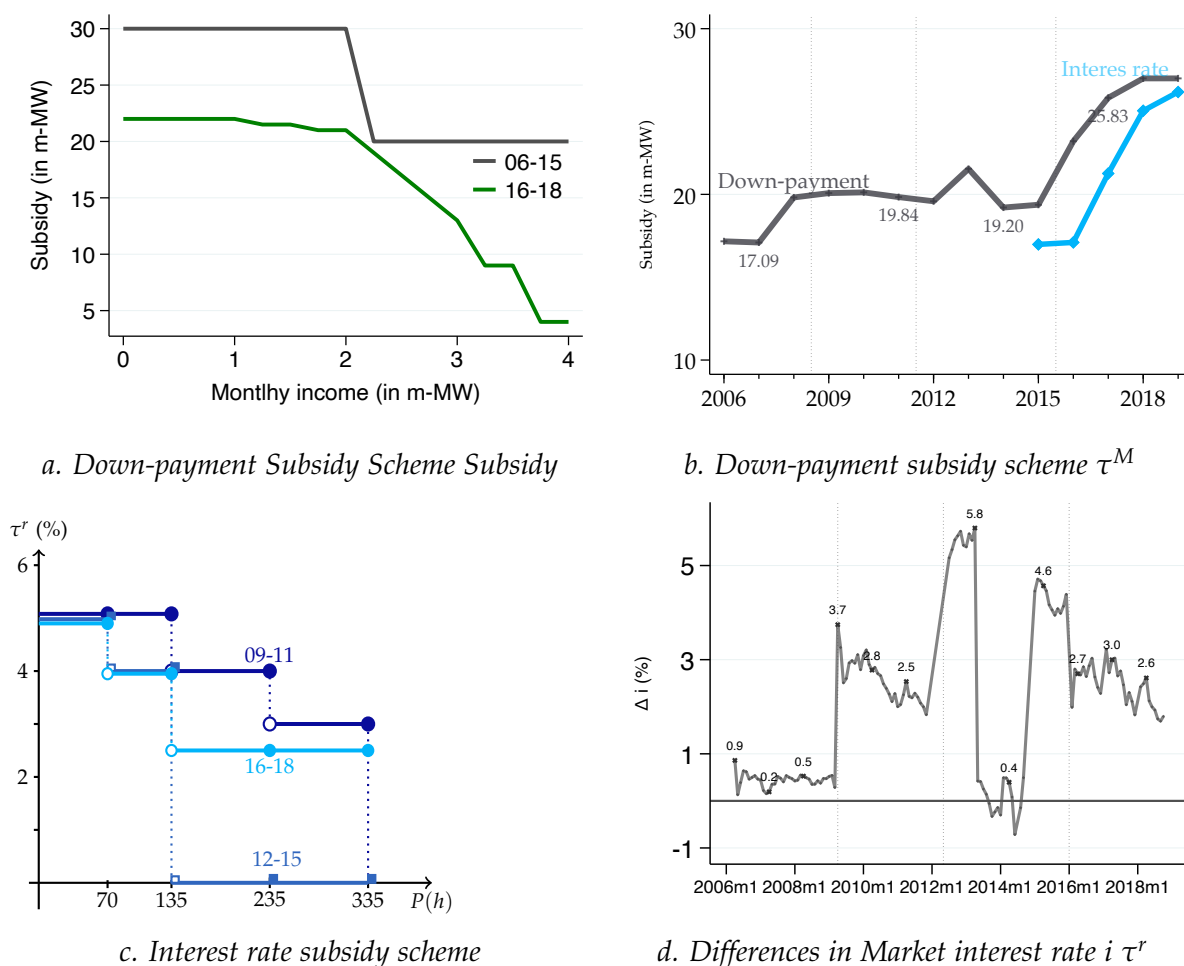 30
25
20
15
10
5
Subsidy (in m-MW)
06-15
16-18
0 1 2 3 4
Montlhy income (in m-MW)
a. Down-payment Subsidy Scheme Subsidy
30
20
10
Subsidy (in m-MW)
Interes rate
25.83
Down-payment
19.84
19.20
17.09
2006 2009 2012 2015 2018
b. Down-payment subsidy scheme τ^M
τ^r (%)
6
4
2
09-11
16-18
12-15
70 135 235 335 P(h)
c. Interest rate subsidy scheme
5
3
1
-1
Δ i (%)
5.8
4.6
3.7
2.8
2.5
2.7
3.0
2.6
0.9
0.2
0.5
0.4
2006m1 2008m1 2010m1 2012m1 2014m1 2016m1 2018m1
d. Differences in Market interest rate i τ^r